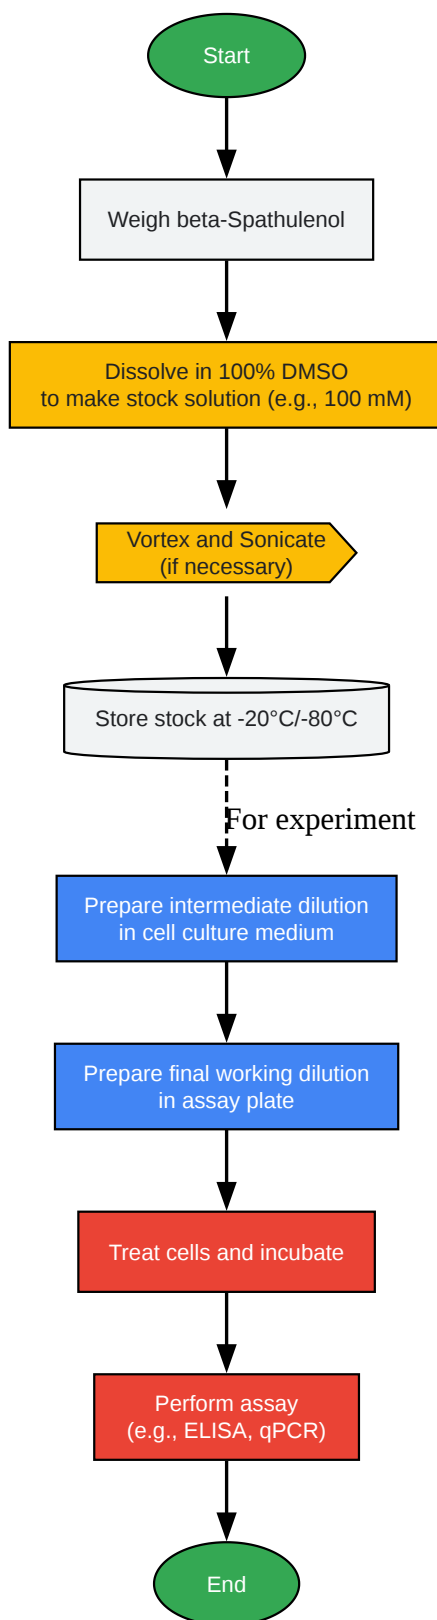 Start
Weigh beta-Spathulenol
Dissolve in 100% DMSO
to make stock solution (e.g., 100 mM)
Vortex and Sonicate
(if necessary)
Store stock at -20°C/-80°C
For experiment
Prepare intermediate dilution
in cell culture medium
Prepare final working dilution
in assay plate
Treat cells and incubate
Perform assay
(e.g., ELISA, qPCR)
End